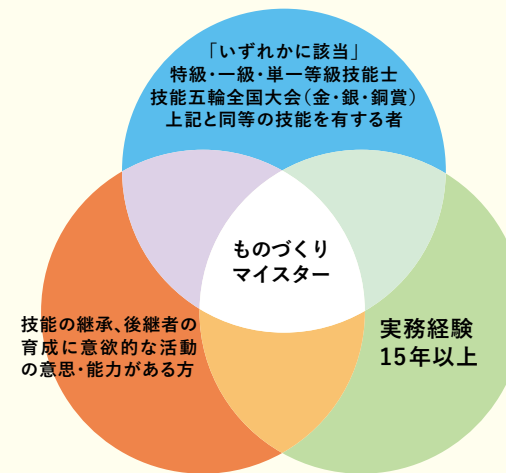 「いずれかに該当」
特級・一級・単一等級技能士
技能五輪全国大会（金・銀・銅賞）
上記と同等の技能を有する者
ものづくり
マイスター
技能の継承、後継者の
育成に意欲的な活動
の意思・能力がある方
実務経験
15年以上